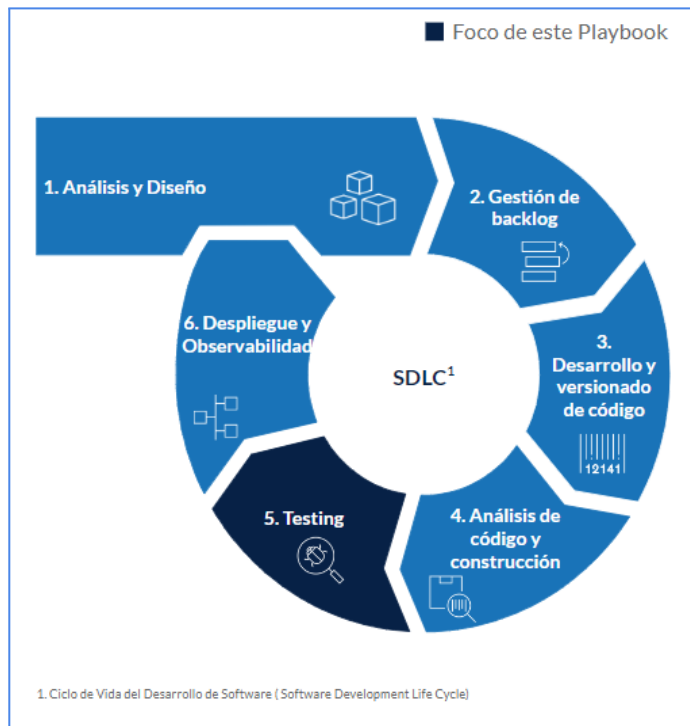 Foco de este Playbook
1. Análisis y Diseño
2. Gestión de
backlog
3.
Desarrollo y
versionado
de código
12141
4. Análisis de
código y
construcción
5. Testing
6. Despliegue y
Observabilidad
SDLC¹
1. Ciclo de Vida del Desarrollo de Software ( Software Development Life Cycle)